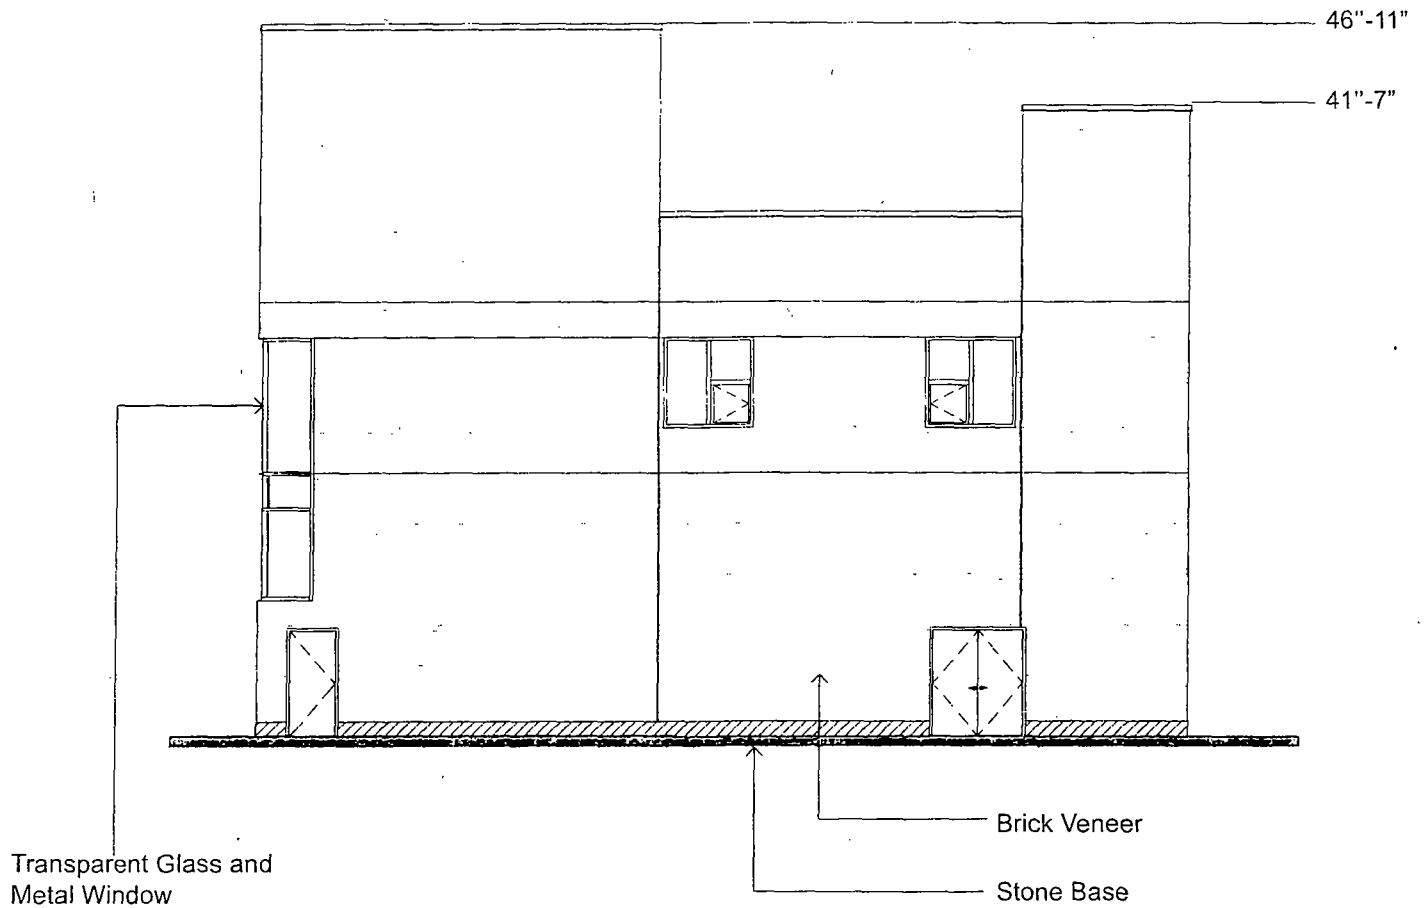 46"-11"
41"-7"
Brick Veneer
Transparent Glass and
Metal Window
Stone Base